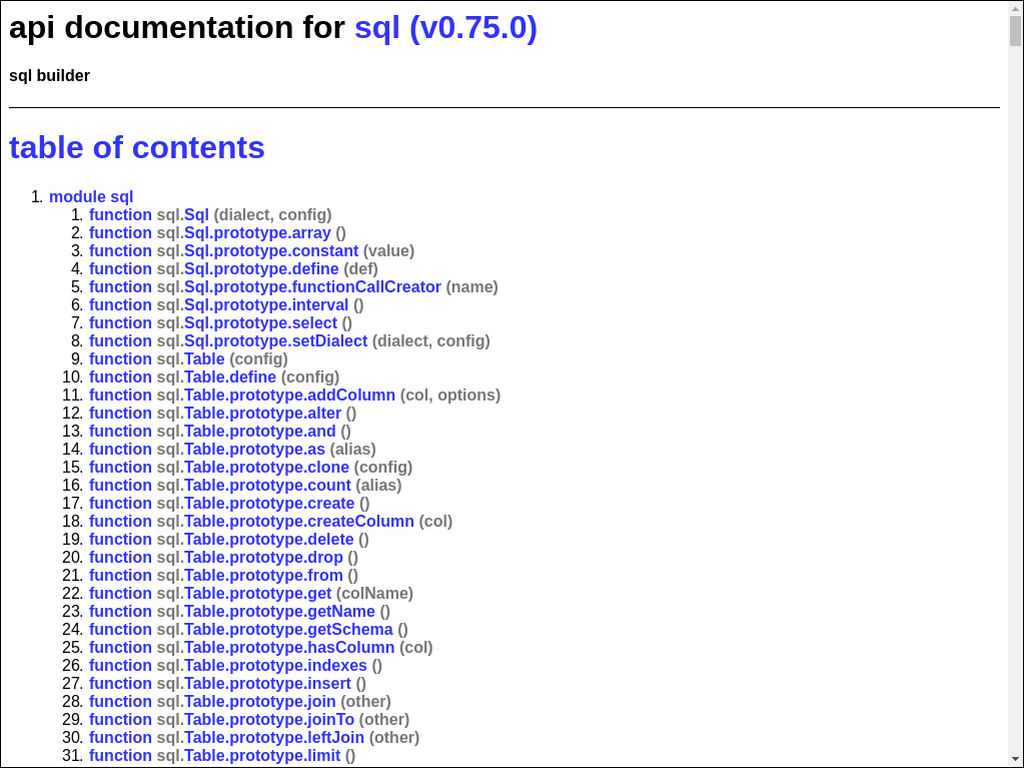 api documentation for sql (v0.75.0)
sql builder
table of contents
1. module sql
1. function sql.Sql (dialect, config)
2. function sql.Sql.prototype.array ()
3. function sql.Sql.prototype.constant (value)
4. function sql.Sql.prototype.define (def)
5. function sql.Sql.prototype.functionCallCreator (name)
6. function sql.Sql.prototype.interval ()
7. function sql.Sql.prototype.select ()
8. function sql.Sql.prototype.setDialect (dialect, config)
9. function sql.Table (config)
10. function sql.Table.define (config)
11. function sql.Table.prototype.addColumn (col, options)
12. function sql.Table.prototype.alter ()
13. function sql.Table.prototype.and ()
14. function sql.Table.prototype.as (alias)
15. function sql.Table.prototype.clone (config)
16. function sql.Table.prototype.count (alias)
17. function sql.Table.prototype.create ()
18. function sql.Table.prototype.createColumn (col)
19. function sql.Table.prototype.delete ()
20. function sql.Table.prototype.drop ()
21. function sql.Table.prototype.from ()
22. function sql.Table.prototype.get (colName)
23. function sql.Table.prototype.getName ()
24. function sql.Table.prototype.getSchema ()
25. function sql.Table.prototype.hasColumn (col)
26. function sql.Table.prototype.indexes ()
27. function sql.Table.prototype.insert ()
28. function sql.Table.prototype.join (other)
29. function sql.Table.prototype.joinTo (other)
30. function sql.Table.prototype.leftJoin (other)
31. function sql.Table.prototype.limit ()